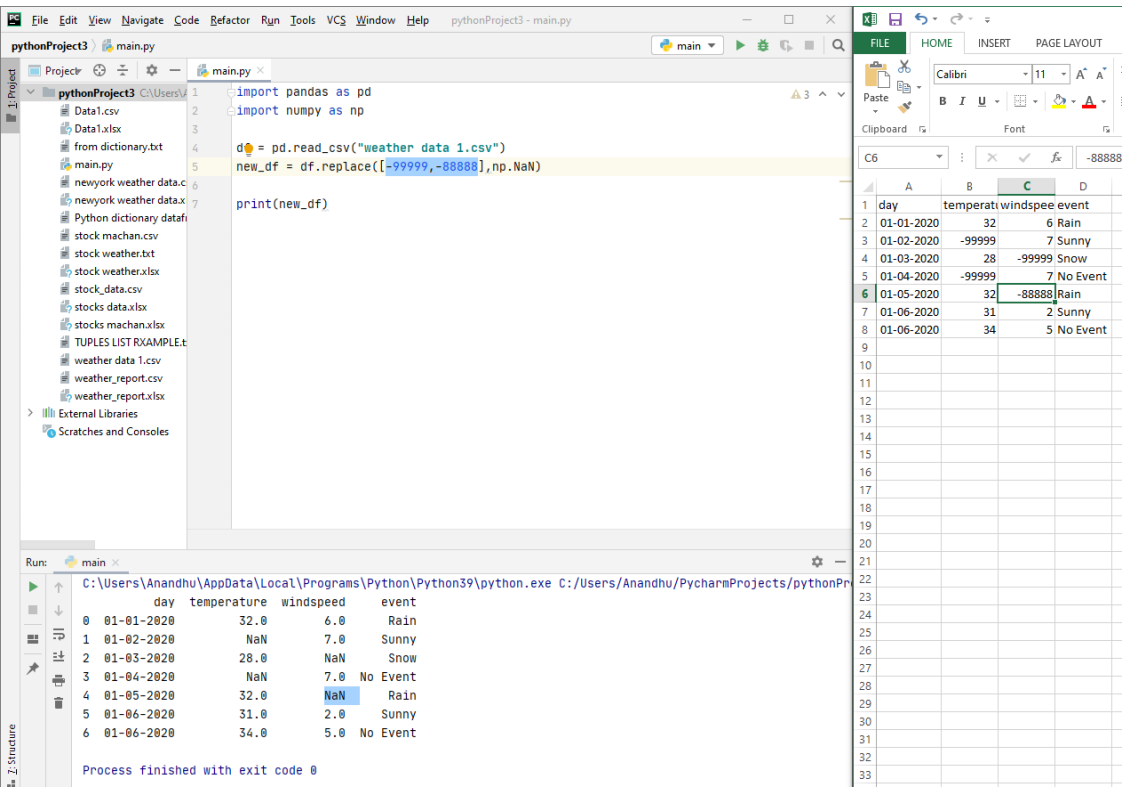 File Edit View Navigate Code Refactor Run Tools VCS Window Help pythonProject3 - main.py
pythonProject3 main.py main
Project main.py
1: Project
pythonProject3 C:\Users\A
Data1.csv
Data1.xlsx
from dictionary.txt
main.py
newyork weather data.c
newyork weather data.x
Python dictionary datafr
stock machan.csv
stock weather.txt
stock weather.xlsx
stock_data.csv
stocks data.xlsx
stocks machan.xlsx
TUPLES LIST RXAMPLE.t
weather data 1.csv
weather_report.csv
weather_report.xlsx
External Libraries
Scratches and Consoles
1 import pandas as pd
2 import numpy as np
3
4 d = pd.read_csv("weather data 1.csv")
5 new_df = df.replace([-99999,-88888],np.NaN)
6
7 print(new_df)
3
Run: main
C:\Users\Anandhu\AppData\Local\Programs\Python\Python39\python.exe C:/Users/Anandhu/PycharmProjects/pythonPr
day temperature windspeed event
0 01-01-2020 32.0 6.0 Rain
1 01-02-2020 NaN 7.0 Sunny
2 01-03-2020 28.0 NaN Snow
3 01-04-2020 NaN 7.0 No Event
4 01-05-2020 32.0 NaN Rain
5 01-06-2020 31.0 2.0 Sunny
6 01-06-2020 34.0 5.0 No Event
Process finished with exit code 0
7: Structure
FILE HOME INSERT PAGE LAYOUT
Paste
Calibri 11 A A
B I U A
Clipboard Font
C6 fx -88888
A B C D
1 day temperatu windspee event
2 01-01-2020 32 6 Rain
3 01-02-2020 -99999 7 Sunny
4 01-03-2020 28 -99999 Snow
5 01-04-2020 -99999 7 No Event
6 01-05-2020 32 -88888 Rain
7 01-06-2020 31 2 Sunny
8 01-06-2020 34 5 No Event
9
10
11
12
13
14
15
16
17
18
19
20
21
22
23
24
25
26
27
28
29
30
31
32
33